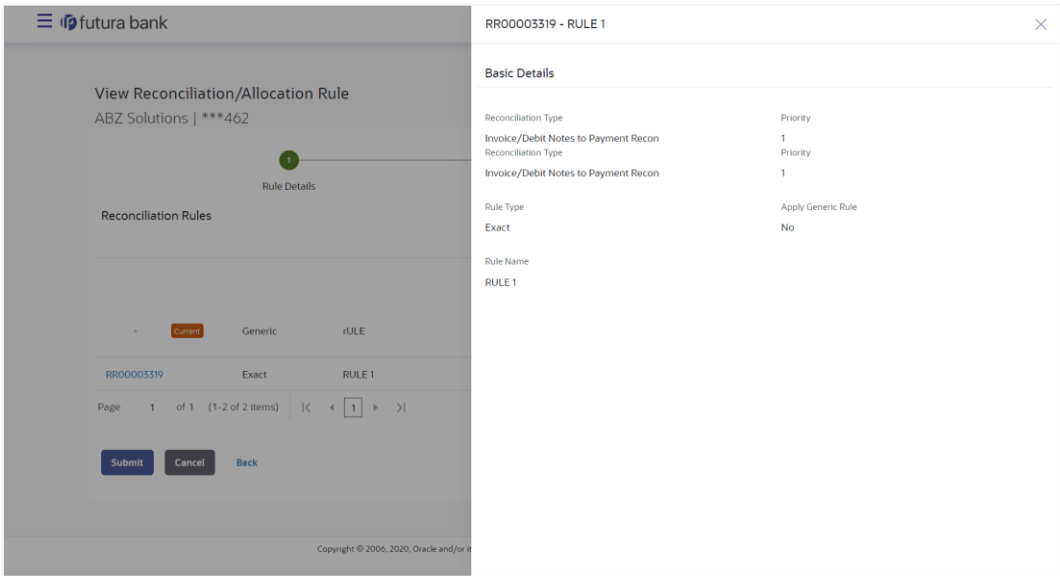 futura bank
View Reconciliation/Allocation Rule
ABZ Solutions | ***462
1
Rule Details
Reconciliation Rules
- Current Generic rULE
RR00003319 Exact RULE 1
Page 1 of 1 (1-2 of 2 items) 1
Submit Cancel Back
Copyright © 2006, 2020, Oracle and/or it
RR00003319 - RULE 1
Basic Details
Reconciliation Type Priority
Invoice/Debit Notes to Payment Recon 1
Reconciliation Type Priority
Invoice/Debit Notes to Payment Recon 1
Rule Type Apply Generic Rule
Exact No
Rule Name
RULE 1